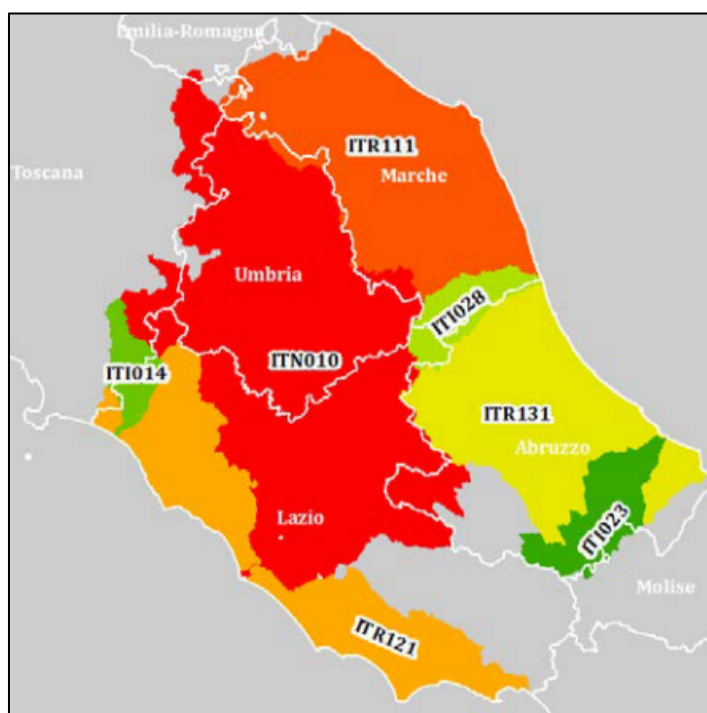 Emilia-Romagna
ITR111
Marche
Toscana
Umbria
ITI028
ITN010
ITI014
ITR131
Abruzzo
Lazio
ITI023
Molise
ITR121